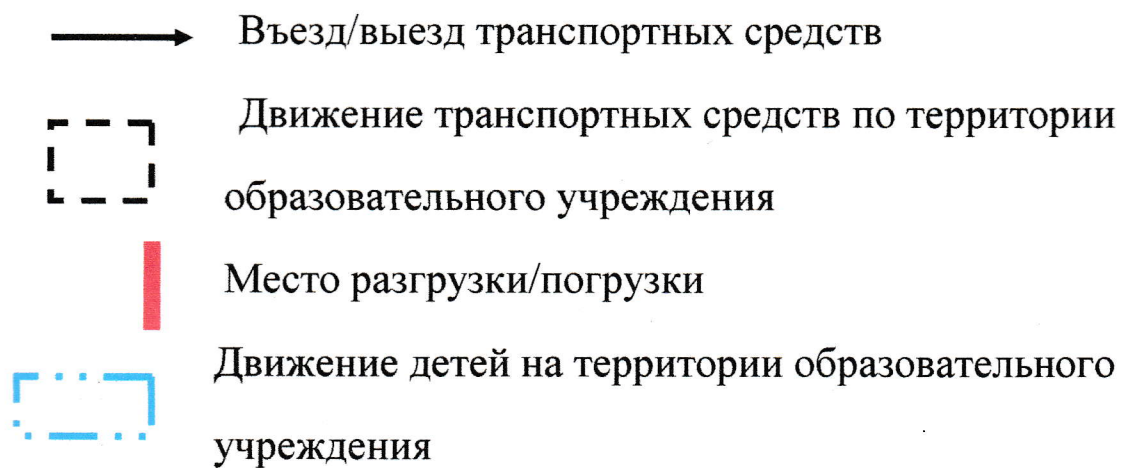 Въезд/выезд транспортных средств
Движение транспортных средств по территории
образовательного учреждения
Место разгрузки/погрузки
Движение детей на территории образовательного
учреждения